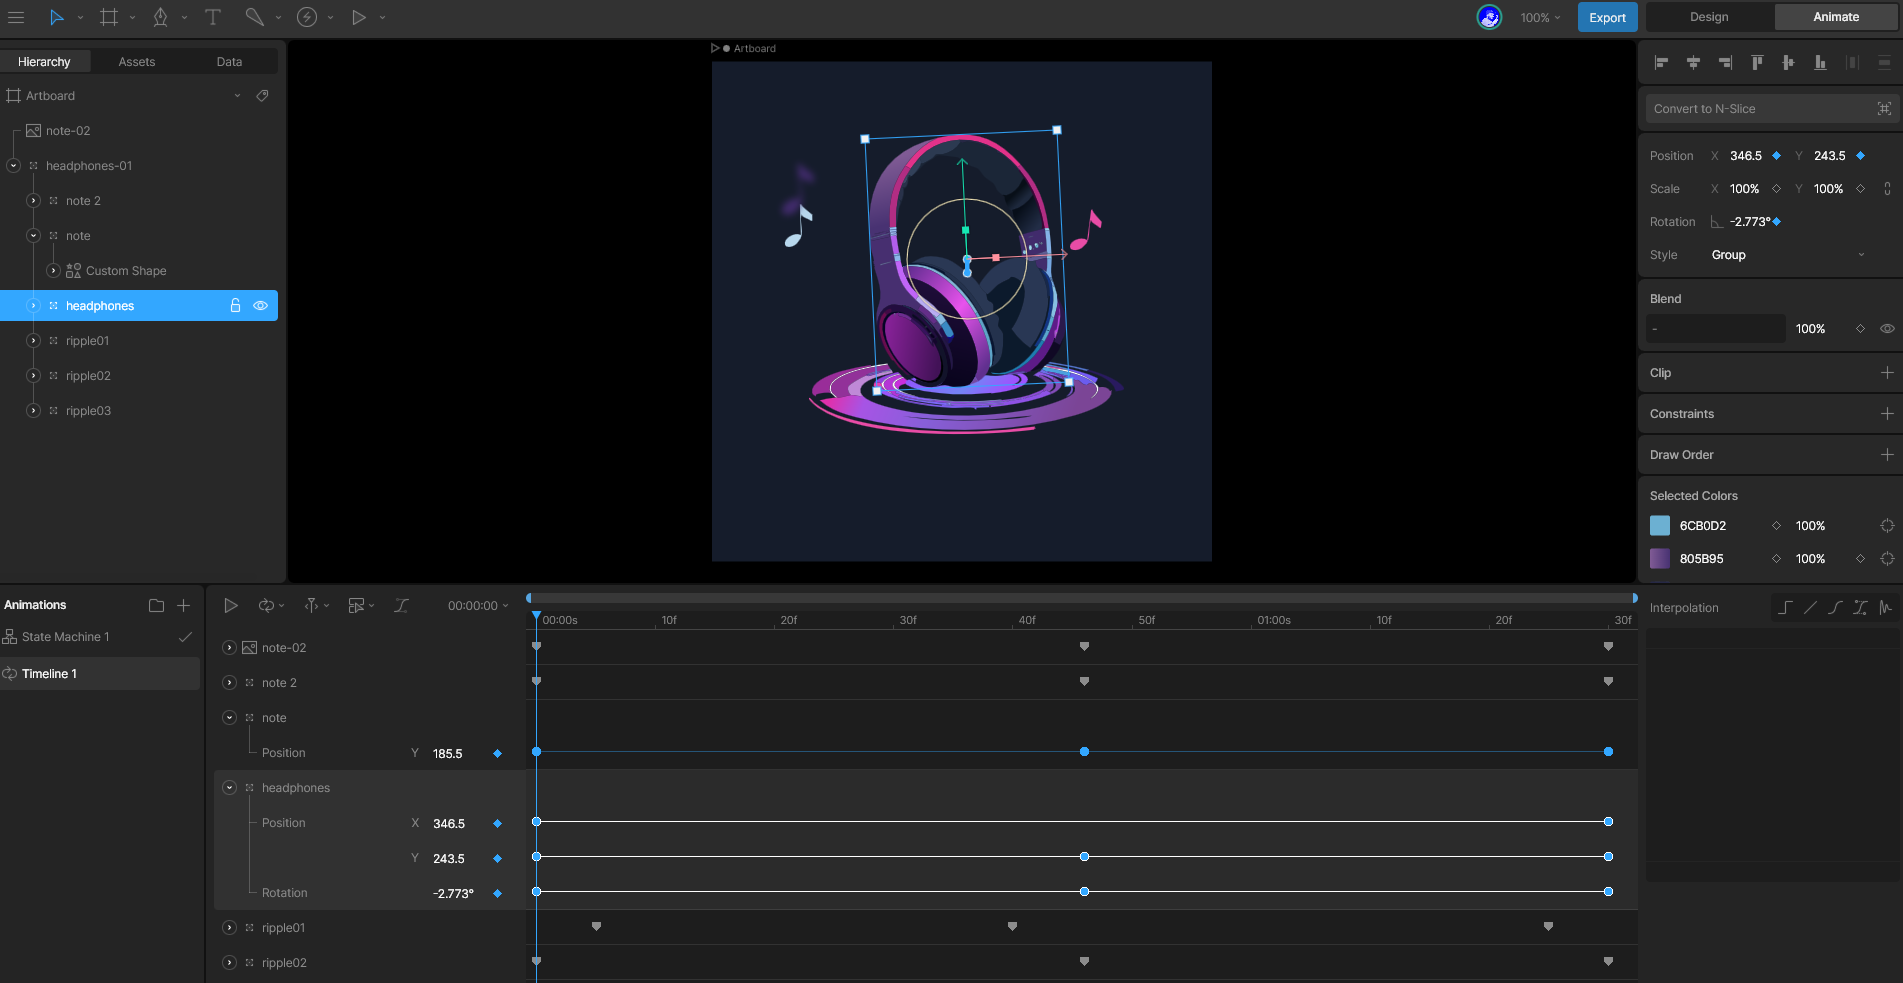 100%
Export
Design
Animate
Hierarchy
Assets
Data
Artboard
note-02
headphones-01
note 2
note
Custom Shape
headphones
ripple01
ripple02
ripple03
Artboard
Convert to N-Slice
Position X 346.5 Y 243.5
Scale X 100% Y 100%
Rotation -2.773°
Style Group
Blend
- 100%
Clip
Constraints
Draw Order
Selected Colors
6CB0D2 100%
805B95 100%
Animations
State Machine 1
Timeline 1
00:00:00
00:00s 10f 20f 30f 40f 50f 01:00s 10f 20f 30f
note-02
note 2
note
Position Y 185.5
headphones
Position X 346.5
Y 243.5
Rotation -2.773°
ripple01
ripple02
Interpolation